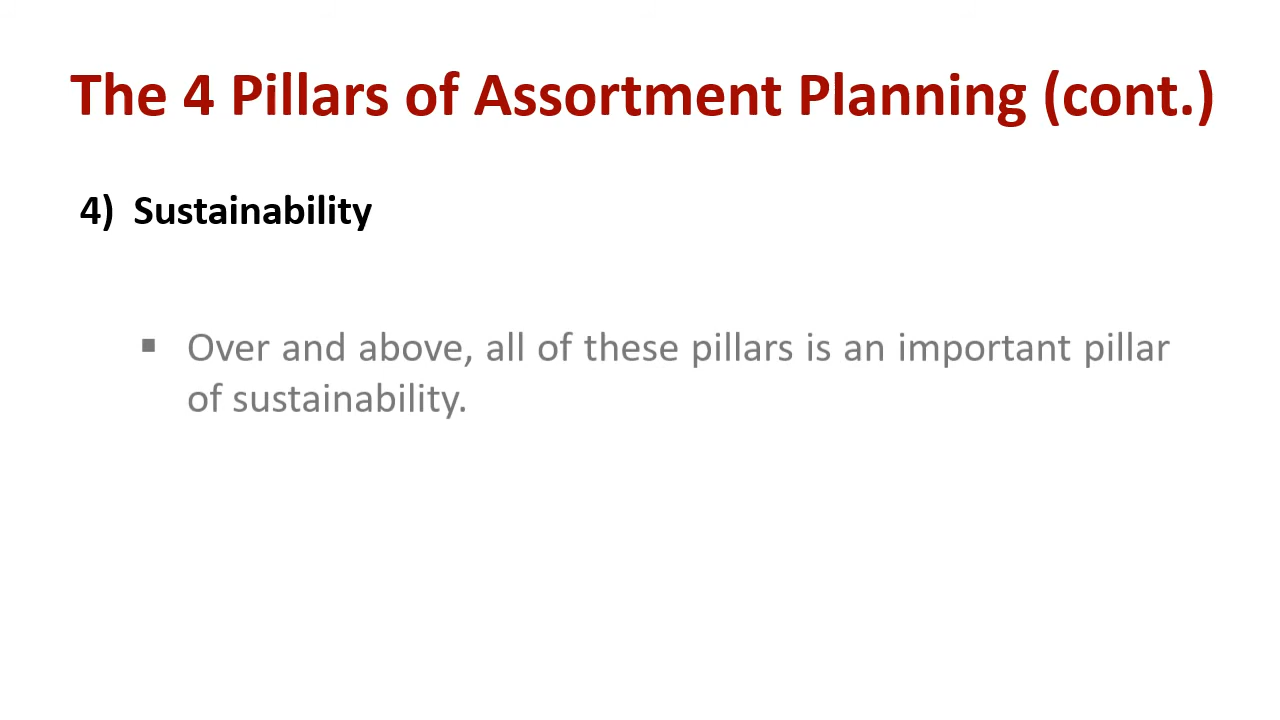 The 4 Pillars of Assortment Planning (cont.)
4) Sustainability
▪ Over and above, all of these pillars is an important pillar
of sustainability.